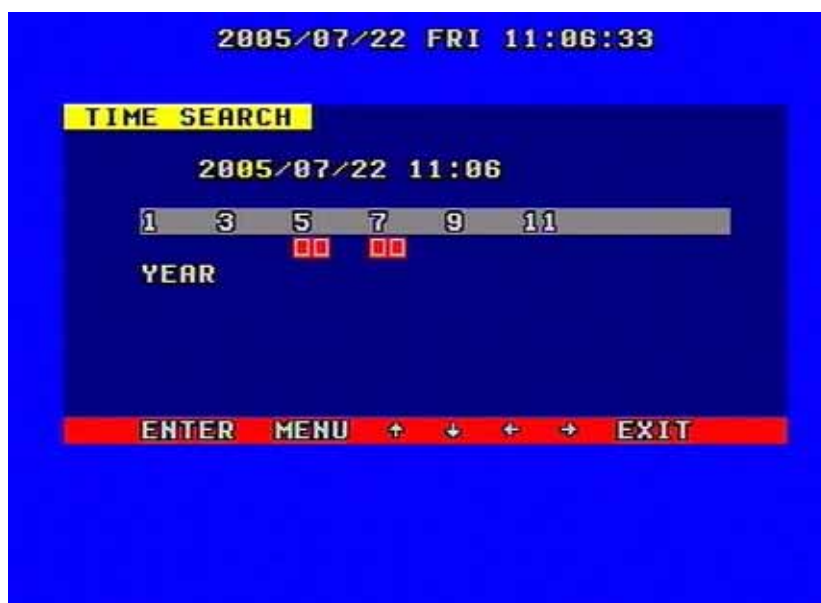 2005/07/22 FRI 11:06:33
TIME SEARCH
2005/07/22 11:06
1 3 5 7 9 11
YEAR
ENTER MENU ↑ ↓ ← → EXIT